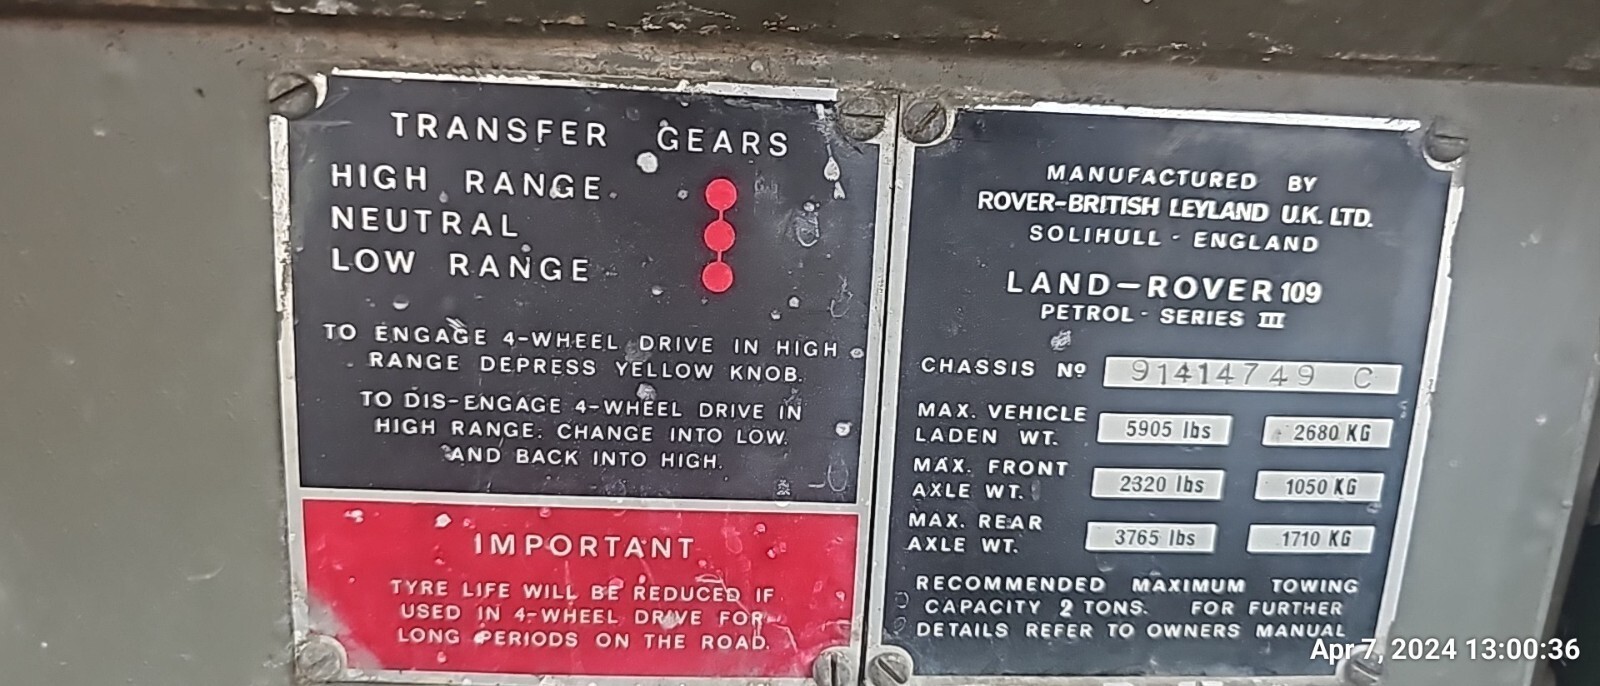 TRANSFER GEARS
HIGH RANGE
NEUTRAL
LOW RANGE
TO ENGAGE 4-WHEEL DRIVE IN HIGH
RANGE DEPRESS YELLOW KNOB.
TO DIS-ENGAGE 4-WHEEL DRIVE IN
HIGH RANGE: CHANGE INTO LOW.
AND BACK INTO HIGH.
IMPORTANT
TYRE LIFE WILL BE REDUCED IF
USED IN 4-WHEEL DRIVE FOR
LONG PERIODS ON THE ROAD.
MANUFACTURED BY
ROVER-BRITISH LEYLAND U.K. LTD.
SOLIHULL - ENGLAND
LAND-ROVER 109
PETROL - SERIES III
CHASSIS Nº 91414749 C
MAX. VEHICLE
LADEN WT. 5905 lbs 2680 KG
MAX. FRONT
AXLE WT. 2320 lbs 1050 KG
MAX. REAR
AXLE WT. 3765 lbs 1710 KG
RECOMMENDED MAXIMUM TOWING
CAPACITY 2 TONS. FOR FURTHER
DETAILS REFER TO OWNERS MANUAL
Apr 7, 2024 13:00:36